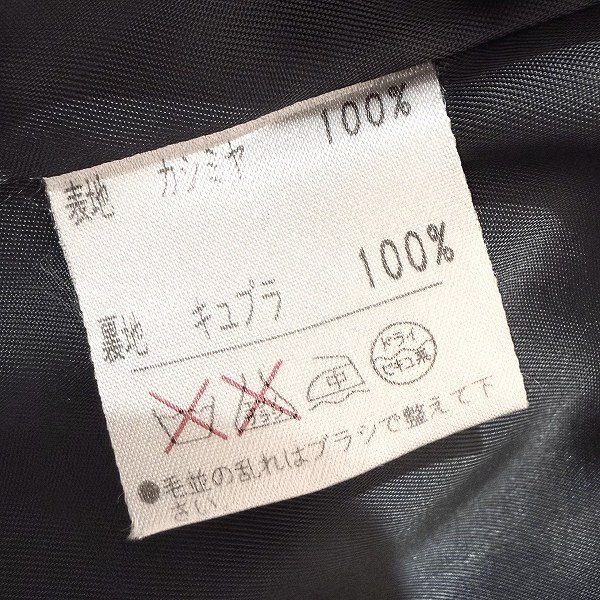 表地 カシミヤ 100%
裏地 キュプラ 100%
中 ドライ
セキユ系
●毛並の乱れはブラシで整えて下
さい